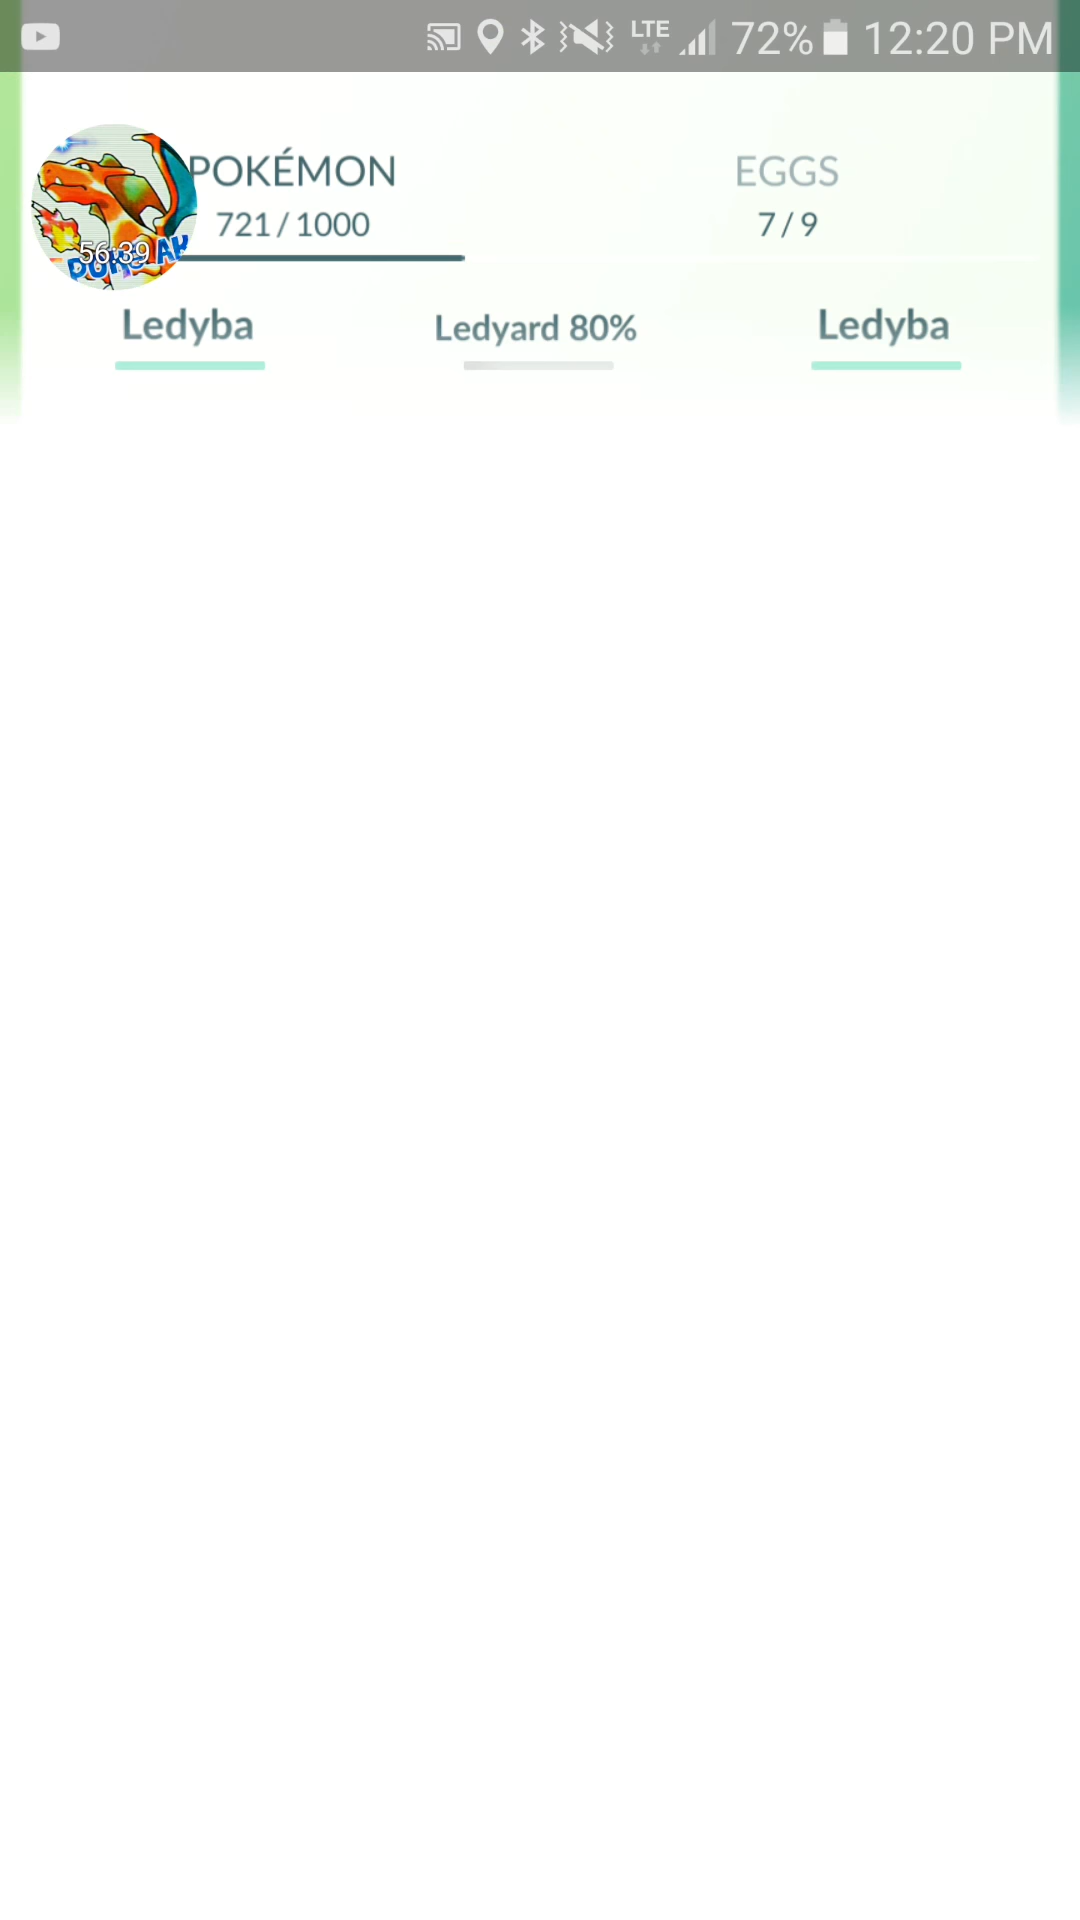 LTE 72% 12:20 PM
POKÉMON EGGS
721 / 1000 7 / 9
56:39
Ledyba Ledyard 80% Ledyba